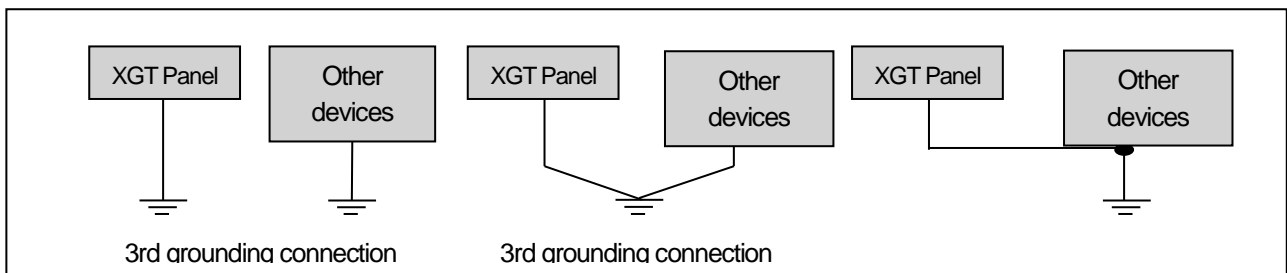 XGT Panel
Other
devices
XGT Panel
Other
devices
XGT Panel
Other
devices
3rd grounding connection
3rd grounding connection